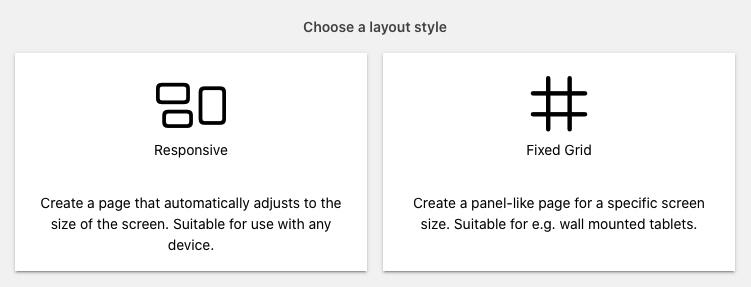 Choose a layout style
Responsive
Create a page that automatically adjusts to the
size of the screen. Suitable for use with any
device.
Fixed Grid
Create a panel-like page for a specific screen
size. Suitable for e.g. wall mounted tablets.